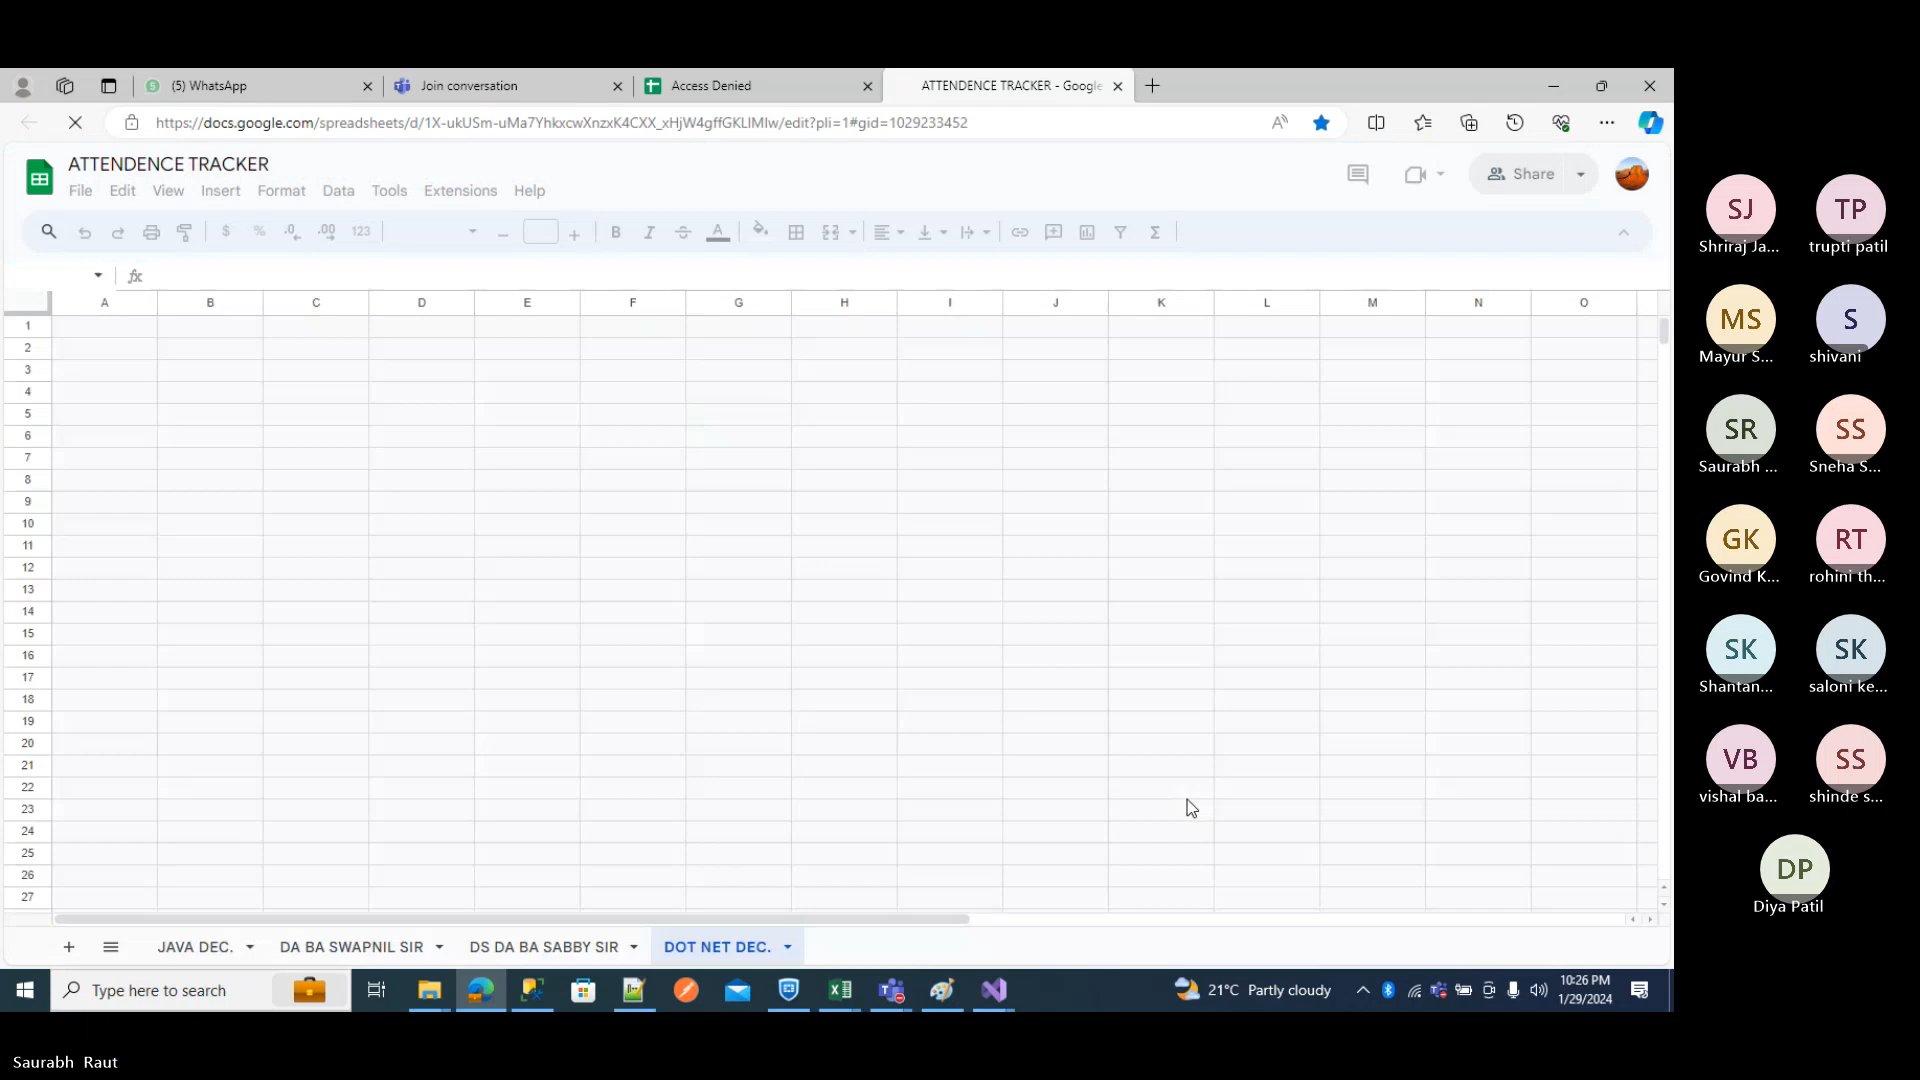 (5) WhatsApp
Join conversation
Access Denied
ATTENDENCE TRACKER - Google
https://docs.google.com/spreadsheets/d/1X-ukUSm-uMa7YhkxcwXnzxK4CXX_xHjW4gffGKLIMIw/edit?pli=1#gid=1029233452
ATTENDENCE TRACKER
File Edit View Insert Format Data Tools Extensions Help
Share
$ % .0 .00 123
B I A
fx
A B C D E F G H I J K L M N O
1
2
3
4
5
6
7
8
9
10
11
12
13
14
15
16
17
18
19
20
21
22
23
24
25
26
27
JAVA DEC. DA BA SWAPNIL SIR DS DA BA SABBY SIR DOT NET DEC.
Type here to search
21°C Partly cloudy
10:26 PM
1/29/2024
SJ TP
Shriraj Ja... trupti patil
MS S
Mayur S... shivani
SR SS
Saurabh ... Sneha S...
GK RT
Govind K... rohini th...
SK SK
Shantan... saloni ke...
VB SS
vishal ba... shinde s...
DP
Diya Patil
Saurabh Raut